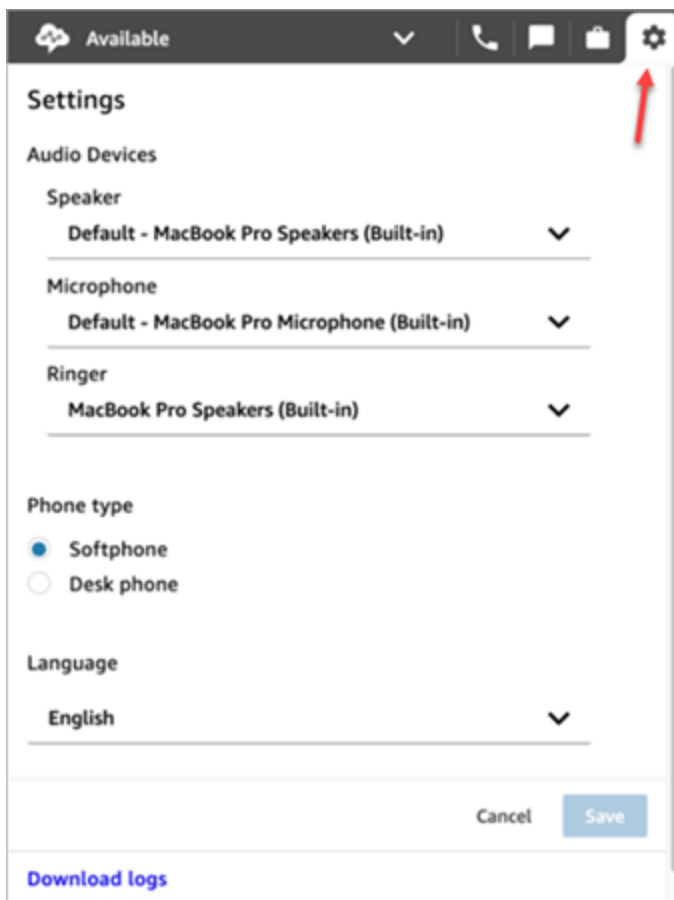 Available
Settings
Audio Devices
Speaker
Default - MacBook Pro Speakers (Built-in)
Microphone
Default - MacBook Pro Microphone (Built-in)
Ringer
MacBook Pro Speakers (Built-in)
Phone type
Softphone
Desk phone
Language
English
Cancel Save
Download logs